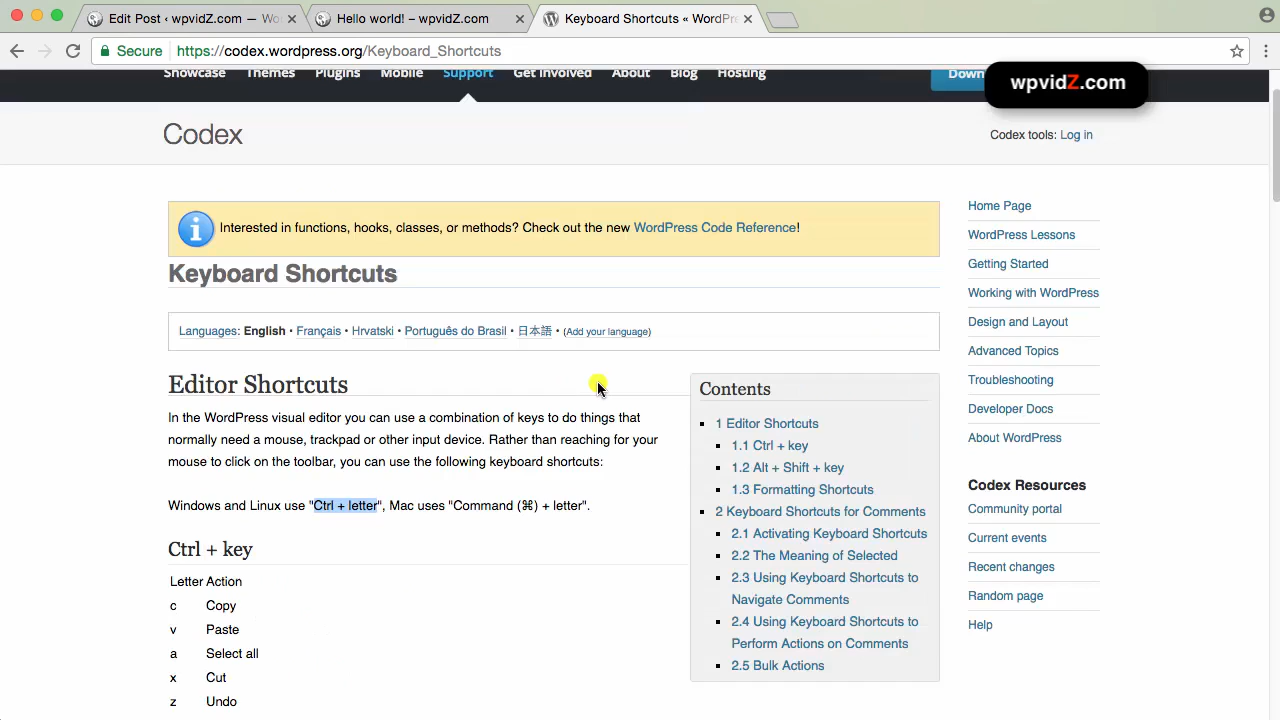 Edit Post ‹ wpvidZ.com — Wo
Hello world! – wpvidZ.com
Keyboard Shortcuts « WordPr
Secure
https://codex.wordpress.org/Keyboard_Shortcuts
Showcase Themes Plugins Mobile Support Get Involved About Blog Hosting
Down
wpvidZ.com
Codex
Codex tools: Log in
Interested in functions, hooks, classes, or methods? Check out the new WordPress Code Reference!
Keyboard Shortcuts
Languages: English • Français • Hrvatski • Português do Brasil • 日本語 • (Add your language)
Editor Shortcuts
In the WordPress visual editor you can use a combination of keys to do things that
normally need a mouse, trackpad or other input device. Rather than reaching for your
mouse to click on the toolbar, you can use the following keyboard shortcuts:
Windows and Linux use "Ctrl + letter", Mac uses "Command (⌘) + letter".
Ctrl + key
Letter Action
c Copy
v Paste
a Select all
x Cut
z Undo
Contents
1 Editor Shortcuts
1.1 Ctrl + key
1.2 Alt + Shift + key
1.3 Formatting Shortcuts
2 Keyboard Shortcuts for Comments
2.1 Activating Keyboard Shortcuts
2.2 The Meaning of Selected
2.3 Using Keyboard Shortcuts to
Navigate Comments
2.4 Using Keyboard Shortcuts to
Perform Actions on Comments
2.5 Bulk Actions
Home Page
WordPress Lessons
Getting Started
Working with WordPress
Design and Layout
Advanced Topics
Troubleshooting
Developer Docs
About WordPress
Codex Resources
Community portal
Current events
Recent changes
Random page
Help